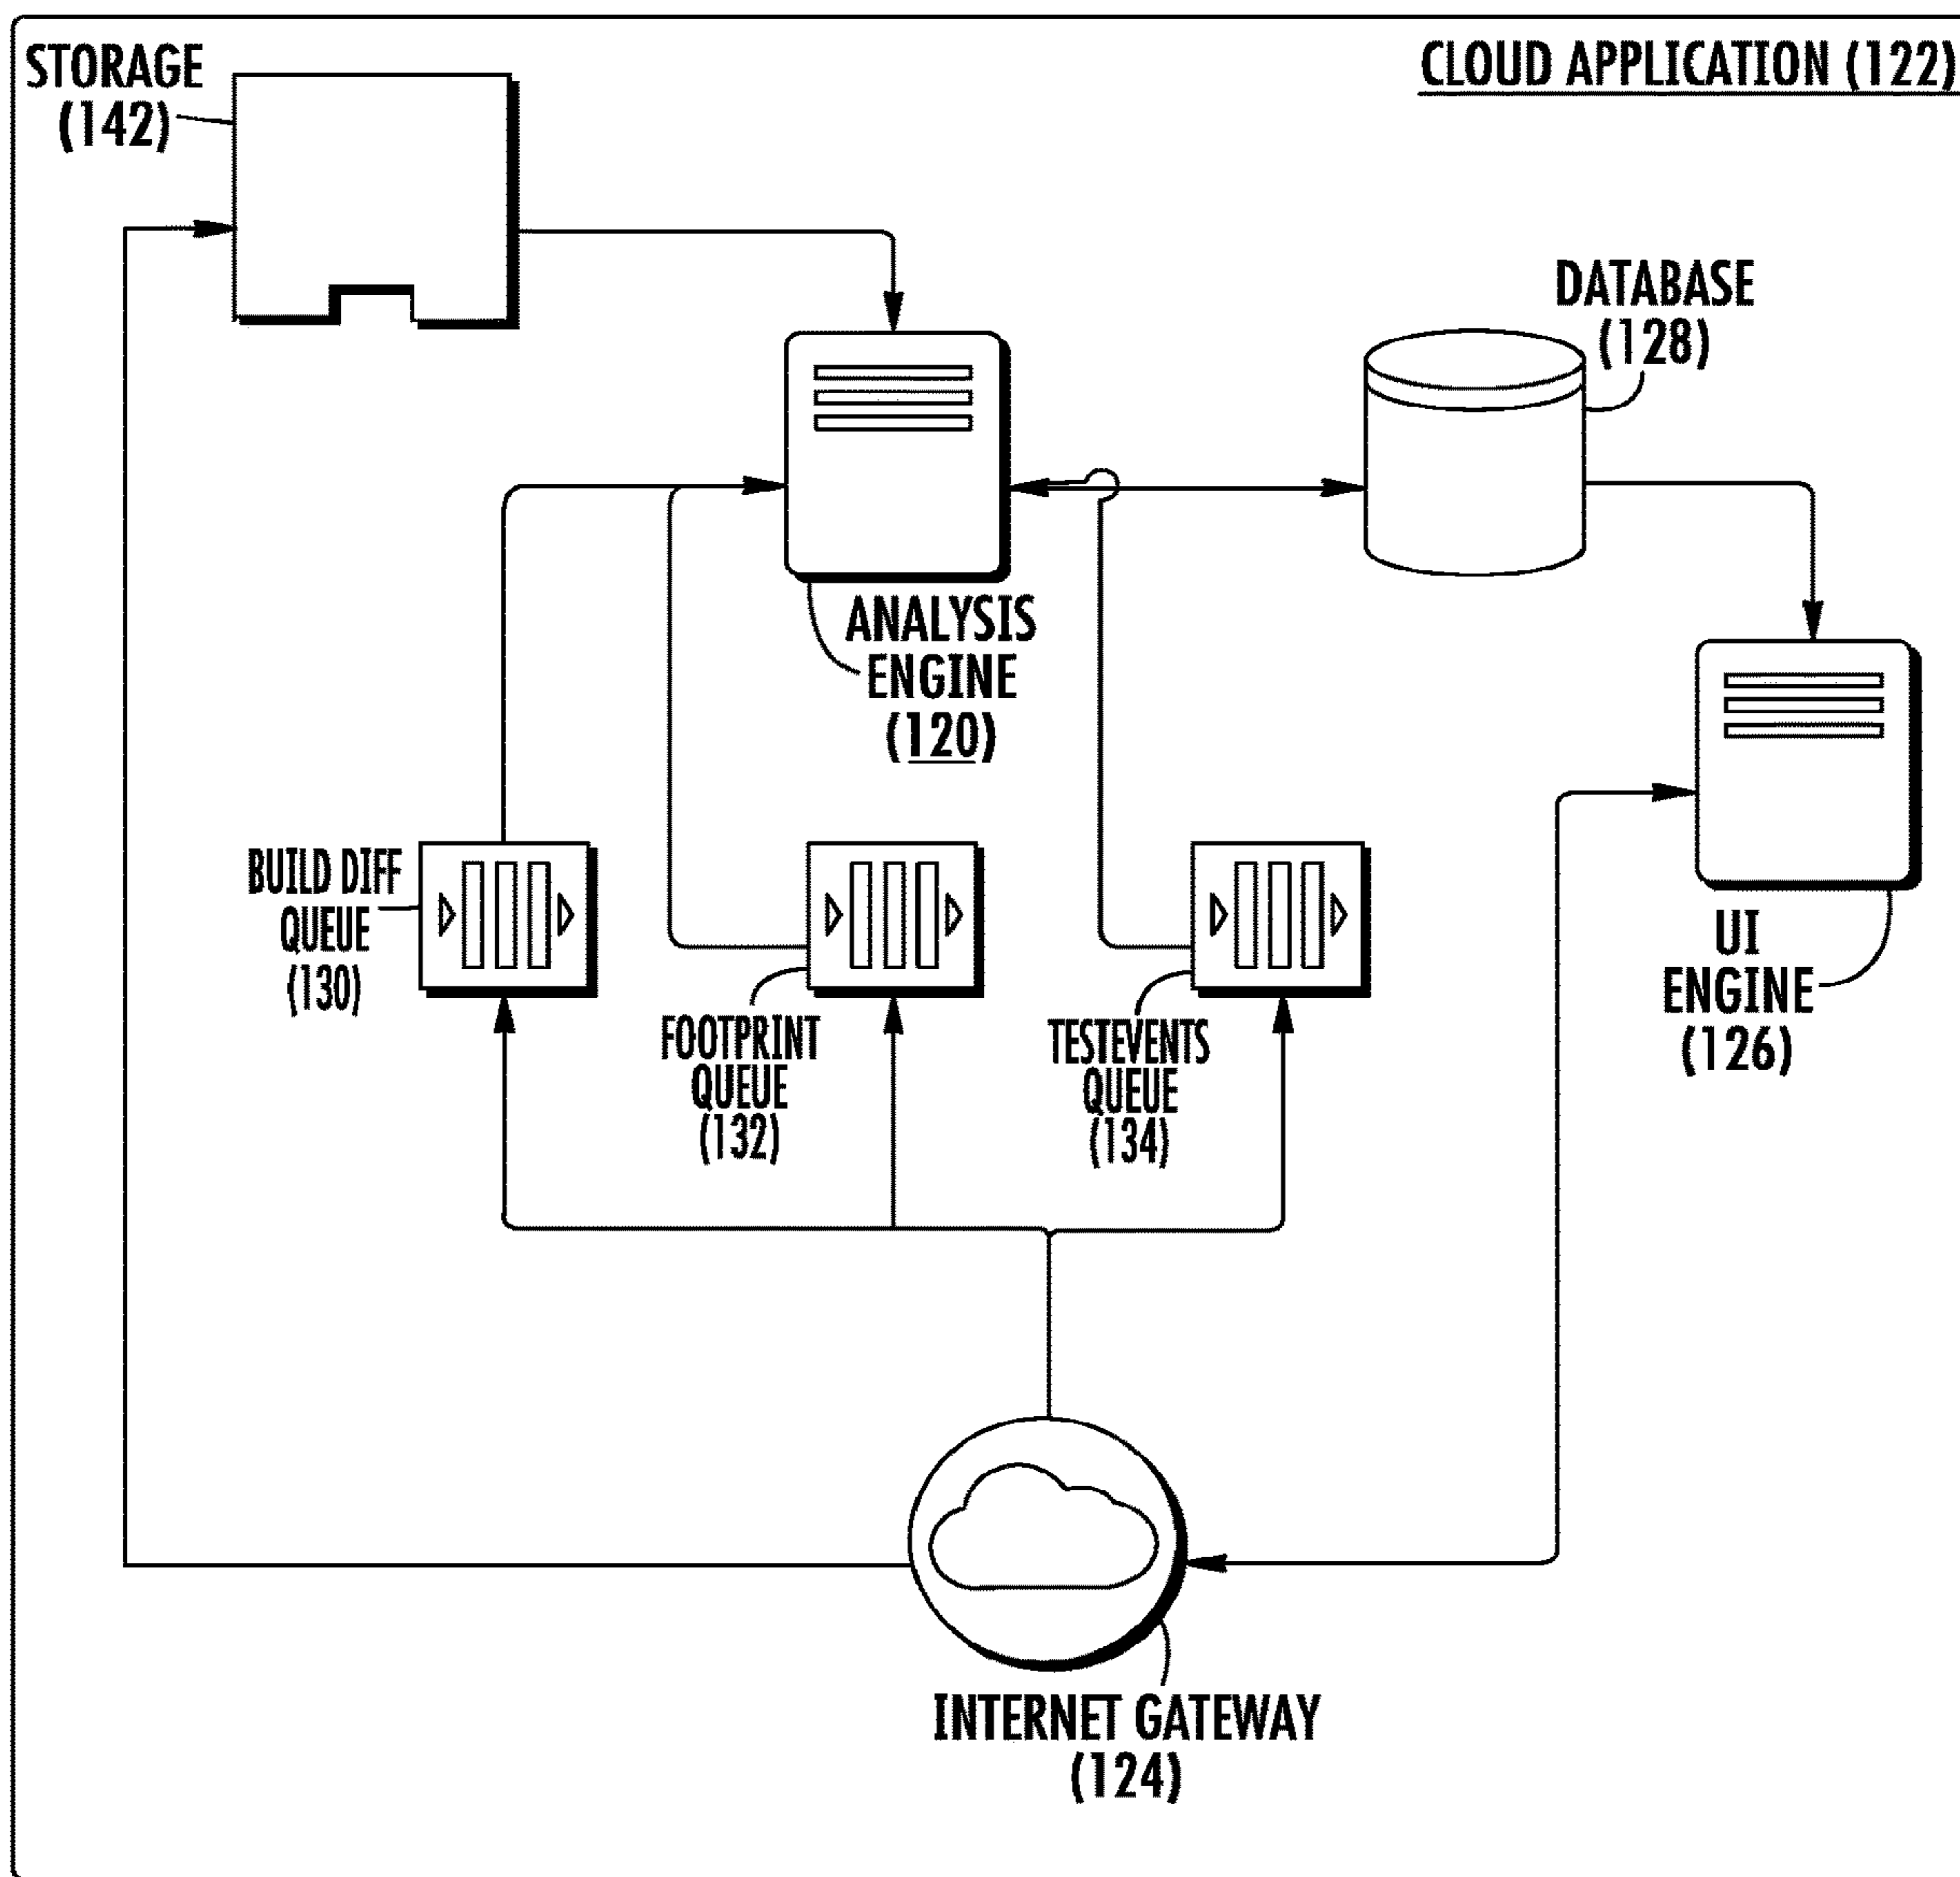 STORAGE
(142)
CLOUD APPLICATION (122)
DATABASE
(128)
ANALYSIS
ENGINE
(120)
BUILD DIFF
QUEUE
(130)
FOOTPRINT
QUEUE
(132)
TESTEVENTS
QUEUE
(134)
UI
ENGINE
(126)
INTERNET GATEWAY
(124)